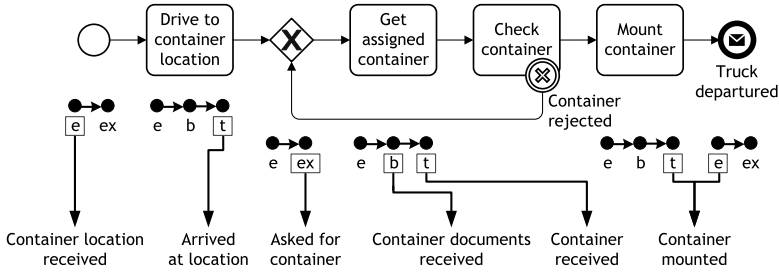 Drive to
container
location
Get
assigned
container
Check
container
Mount
container
Truck
departured
Container
rejected
e ex
e b t
e ex
e b t
e b t e ex
Container location
received
Arrived
at location
Asked for
container
Container documents
received
Container
received
Container
mounted